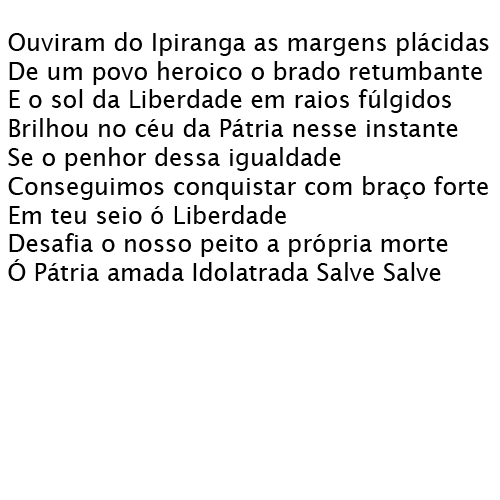 Ouviram do Ipiranga as margens plácidas
De um povo heroico o brado retumbante
E o sol da Liberdade em raios fúlgidos
Brilhou no céu da Pátria nesse instante
Se o penhor dessa igualdade
Conseguimos conquistar com braço forte
Em teu seio ó Liberdade
Desafia o nosso peito a própria morte
Ó Pátria amada Idolatrada Salve Salve